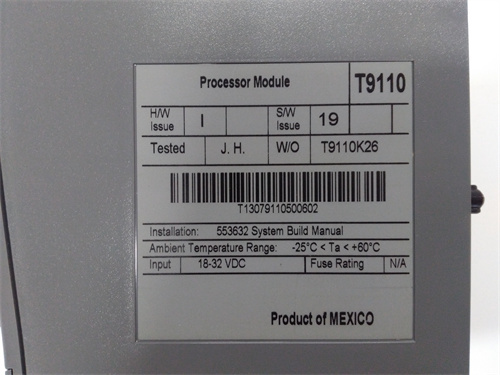 Processor Module T9110
H/W Issue I S/W Issue 19
Tested J. H. W/O T9110K26
T13079110500602
Installation: 553632 System Build Manual
Ambient Temperature Range: -25°C < Ta < +60°C
Input 18-32 VDC Fuse Rating N/A
Product of MEXICO